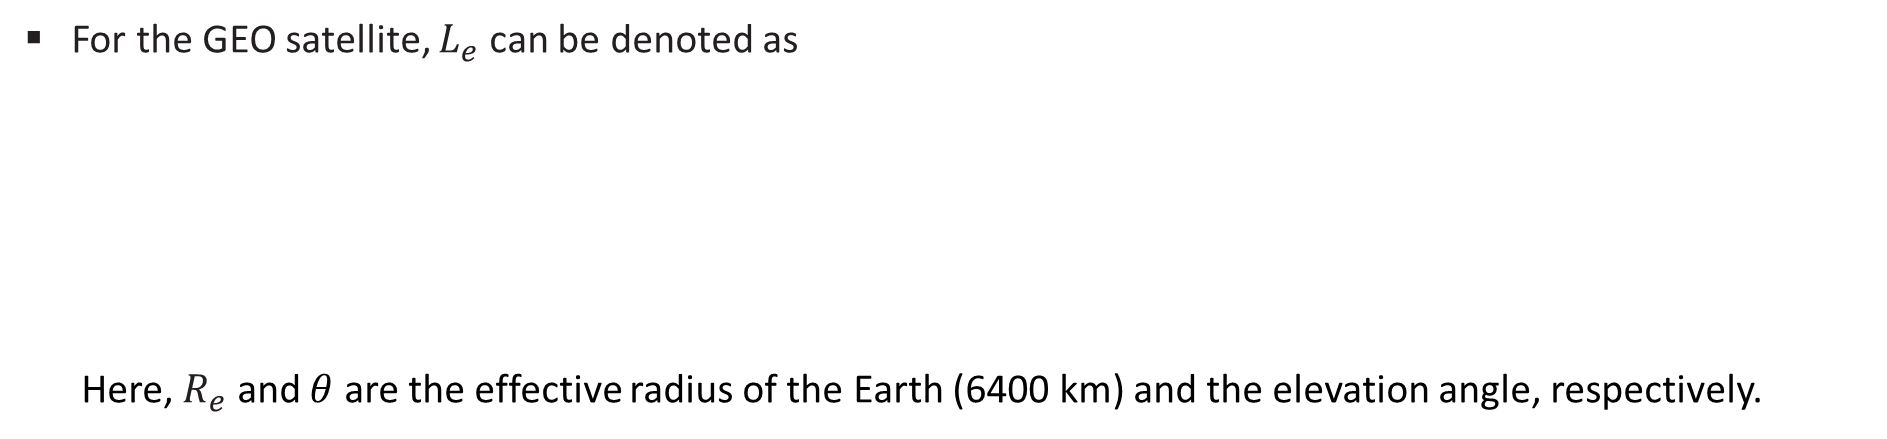 ▪ For the GEO satellite, 𝐿ₑ can be denoted as
Here, 𝑅ₑ and 𝜃 are the effective radius of the Earth (6400 km) and the elevation angle, respectively.